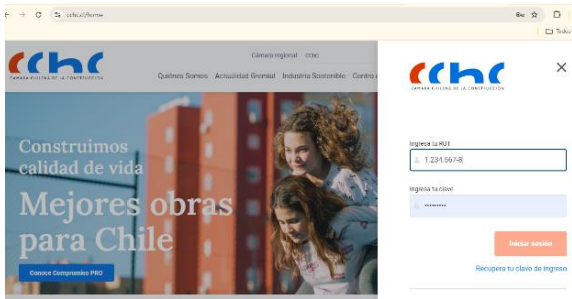 cchc.cl/home
Todos
cchc
CÁMARA CHILENA DE LA CONSTRUCCIÓN
Cámara regional CChC
Quiénes Somos Actualidad Gremial Industria Sostenible Centro
Construimos
calidad de vida
Mejores obras
para Chile
Conoce Compromiso PRO
cchc
CÁMARA CHILENA DE LA CONSTRUCCIÓN
Ingresa tu RUT
1.234.567-8
Ingresa tu clave
•••••••••
Iniciar sesión
Recupera tu clave de ingreso